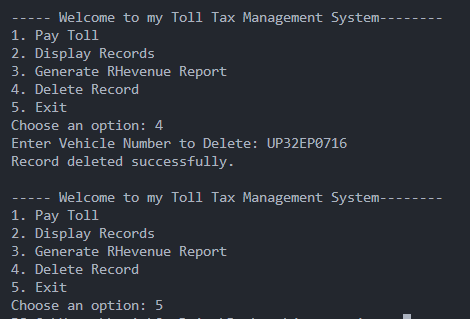 ----- Welcome to my Toll Tax Management System--------
1. Pay Toll
2. Display Records
3. Generate RHevenue Report
4. Delete Record
5. Exit
Choose an option: 4
Enter Vehicle Number to Delete: UP32EP0716
Record deleted successfully.
----- Welcome to my Toll Tax Management System--------
1. Pay Toll
2. Display Records
3. Generate RHevenue Report
4. Delete Record
5. Exit
Choose an option: 5